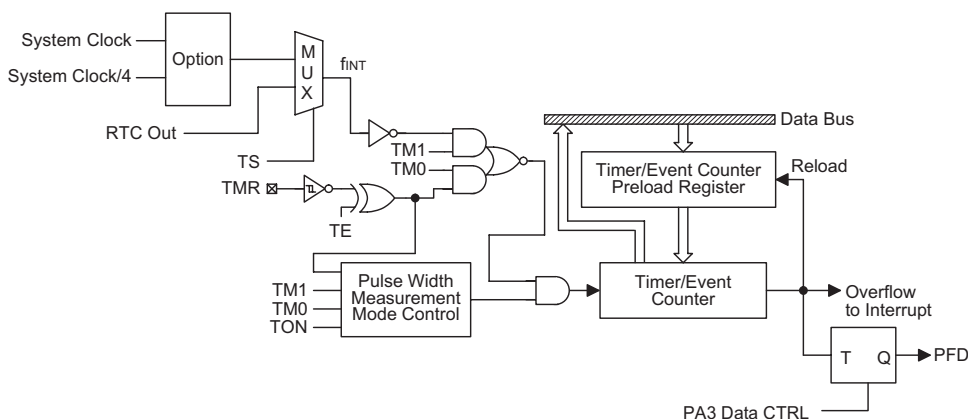 System Clock
System Clock/4
Option
M
U
X
fINT
RTC Out
TS
TM1
TM0
TMR
TE
Data Bus
Timer/Event Counter
Preload Register
Reload
Pulse Width
Measurement
Mode Control
TM1
TM0
TON
Timer/Event
Counter
Overflow
to Interrupt
T
Q
PFD
PA3 Data CTRL